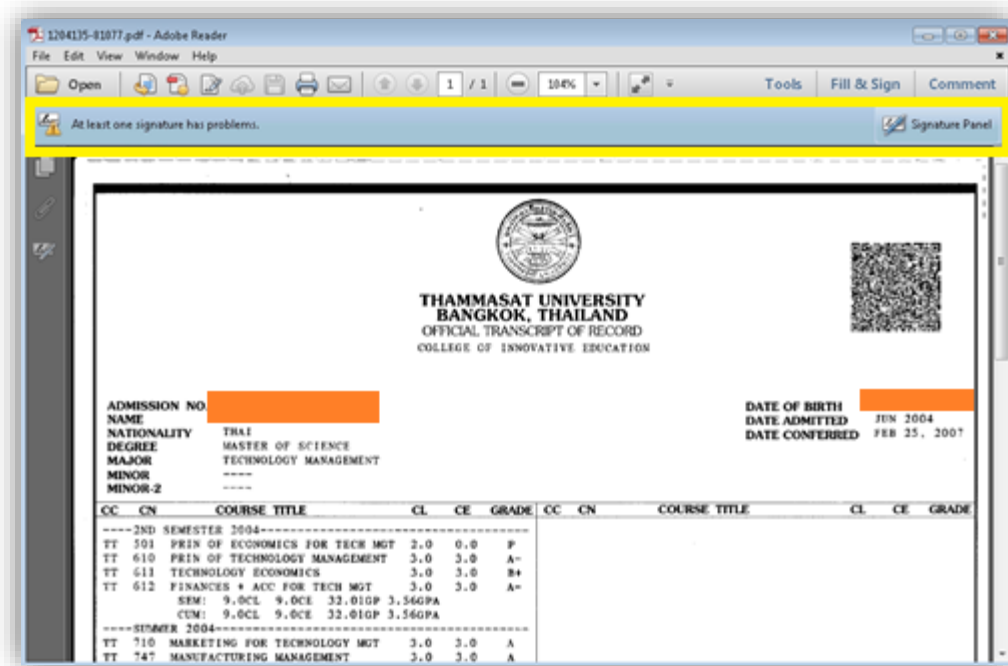 1204135-81077.pdf - Adobe Reader
File Edit View Window Help
Open 1 / 1 104% Tools Fill & Sign Comment
At least one signature has problems. Signature Panel
THAMMASAT UNIVERSITY
BANGKOK, THAILAND
OFFICIAL TRANSCRIPT OF RECORD
COLLEGE OF INNOVATIVE EDUCATION
ADMISSION NO. DATE OF BIRTH
NAME DATE ADMITTED JUN 2004
NATIONALITY THAI DATE CONFERRED FEB 25, 2007
DEGREE MASTER OF SCIENCE
MAJOR TECHNOLOGY MANAGEMENT
MINOR ----
MINOR-2 ----
CC CN COURSE TITLE CL CE GRADE CC CN COURSE TITLE CL CE GRADE
----2ND SEMESTER 2004----
TT 501 PRIN OF ECONOMICS FOR TECH MGT 2.0 0.0 P
TT 610 PRIN OF TECHNOLOGY MANAGEMENT 3.0 3.0 A-
TT 611 TECHNOLOGY ECONOMICS 3.0 3.0 B+
TT 612 FINANCES + ACC FOR TECH MGT 3.0 3.0 A-
SEM: 9.0CL 9.0CE 32.01GP 3.56GPA
CUM: 9.0CL 9.0CE 32.01GP 3.56GPA
----SUMMER 2004----
TT 710 MARKETING FOR TECHNOLOGY MGT 3.0 3.0 A
TT 747 MANUFACTURING MANAGEMENT 3.0 3.0 A